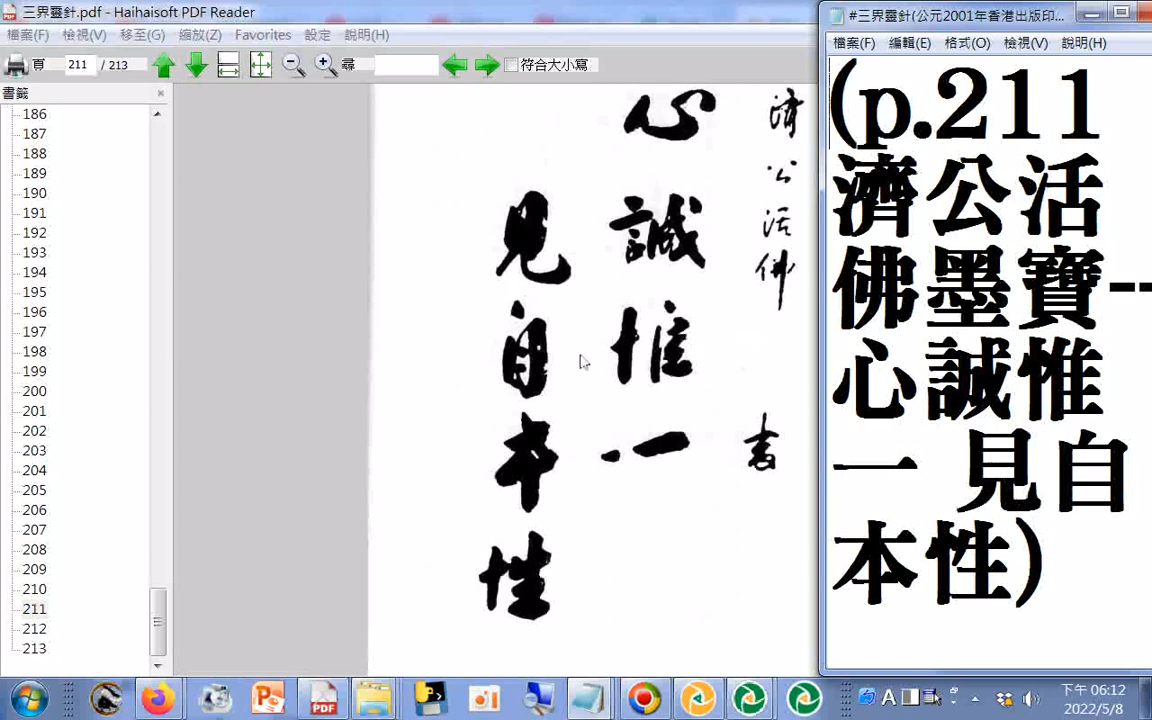 三界靈針.pdf - Haihaisoft PDF Reader
檔案(F) 檢視(V) 移至(G) 縮放(Z) Favorites 設定 說明(H)
頁 211 / 213 尋 符合大小寫
書籤
186
187
188
189
190
191
192
193
194
195
196
197
198
199
200
201
202
203
204
205
206
207
208
209
210
211
212
213
濟公活佛 書
心誠惟一
見自本性
#三界靈針(公元2001年香港出版印...
檔案(F) 編輯(E) 格式(O) 檢視(V) 說明(H)
(p.211
濟公活
佛墨寶--
心誠惟
一 見自
本性)
PDF
A
下午 06:12
2022/5/8